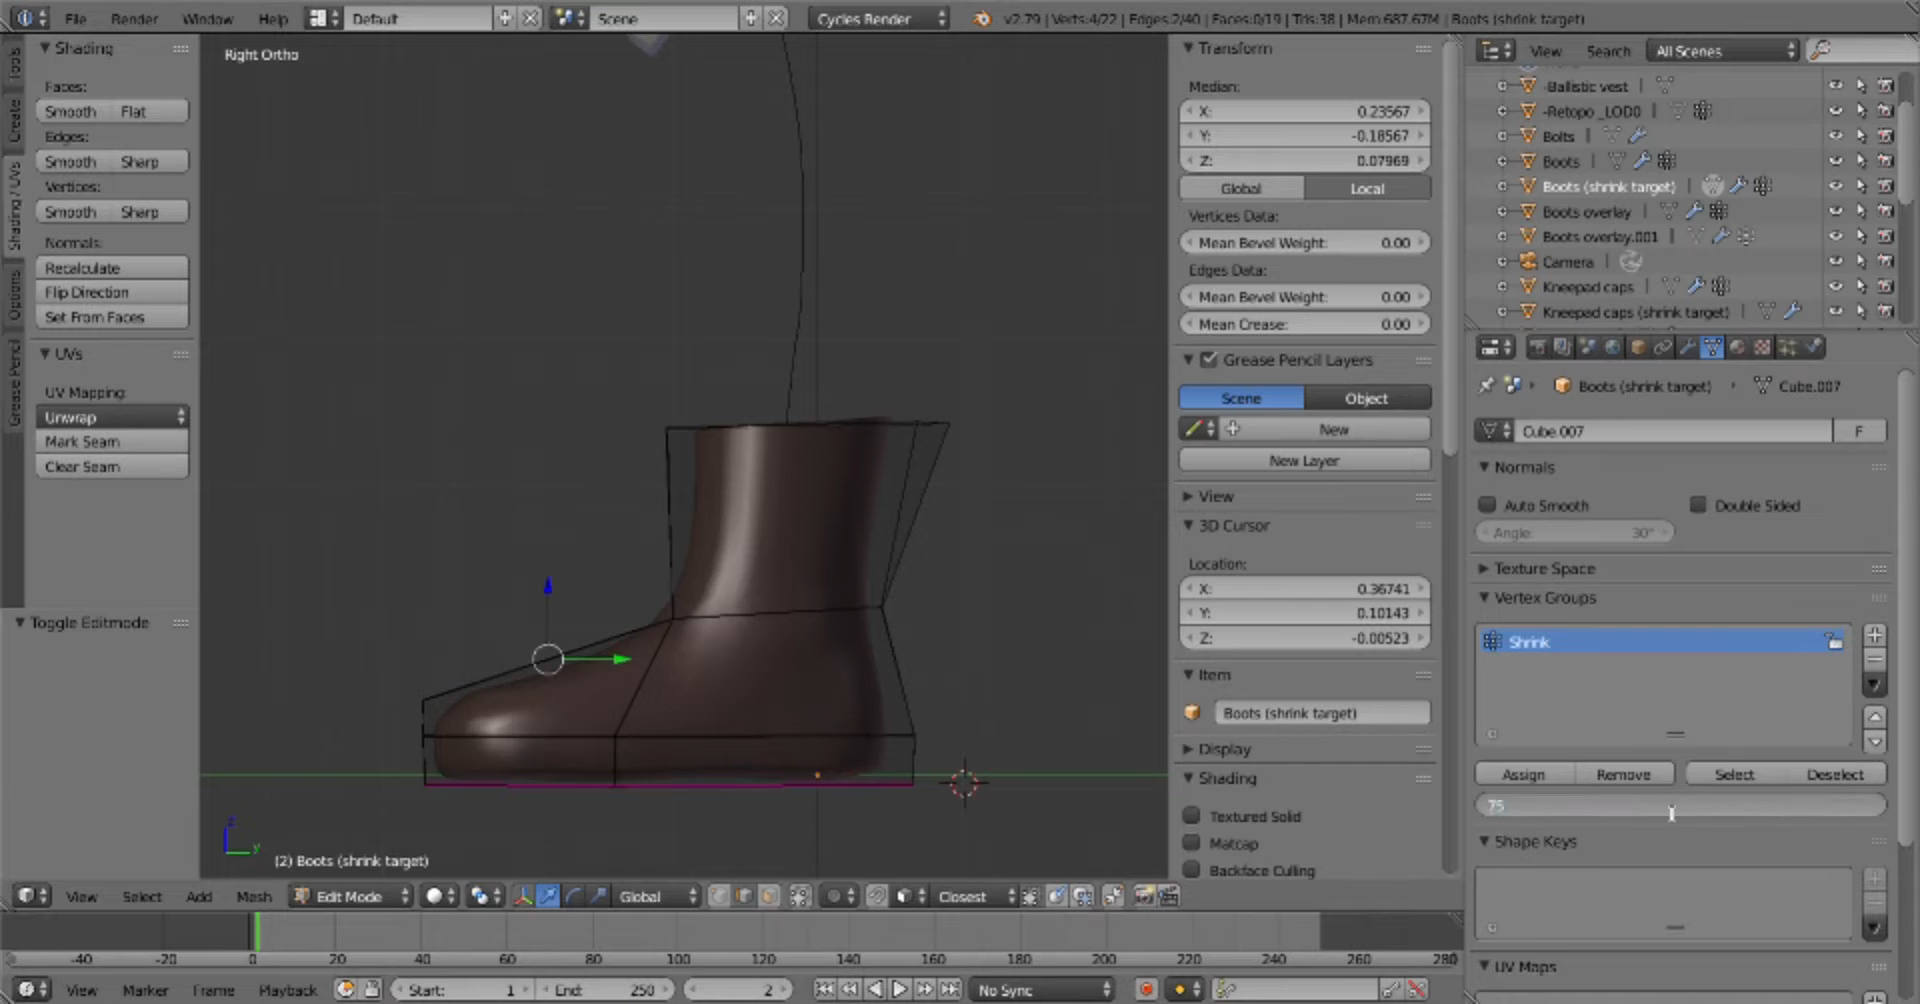 File Render Window Help Default Scene Cycles Render v2.79 | Verts:4/22 | Edges:2/40 | Faces:0/19 | Tris:38 | Mem:687.67M | Boots (shrink target)
Tools
Create
Shading / UVs
Options
Grease Pencil
Shading
Faces:
Smooth Flat
Edges:
Smooth Sharp
Vertices:
Smooth Sharp
Normals:
Recalculate
Flip Direction
Set From Faces
UVs
UV Mapping:
Unwrap
Mark Seam
Clear Seam
Toggle Editmode
Right Ortho
z
y
(2) Boots (shrink target)
Transform
Median:
X: 0.23567
Y: -0.18567
Z: 0.07969
Global Local
Vertices Data:
Mean Bevel Weight: 0.00
Edges Data:
Mean Bevel Weight: 0.00
Mean Crease: 0.00
Grease Pencil Layers
Scene Object
New
New Layer
View
3D Cursor
Location:
X: 0.36741
Y: 0.10143
Z: -0.00523
Item
Boots (shrink target)
Display
Shading
Textured Solid
Matcap
Backface Culling
View Search All Scenes
-Ballistic vest
-Retopo _LOD0
Bolts
Boots
Boots (shrink target)
Boots overlay
Boots overlay.001
Camera
Kneepad caps
Kneepad caps (shrink target)
Boots (shrink target) Cube.007
Cube.007 F
Normals
Auto Smooth Double Sided
Angle: 30°
Texture Space
Vertex Groups
Shrink
Assign Remove Select Deselect
75
Shape Keys
UV Maps
View Select Add Mesh Edit Mode Global Closest
-40 -20 0 20 40 60 80 100 120 140 160 180 200 220 240 260 280
View Marker Frame Playback Start: 1 End: 250 2 No Sync